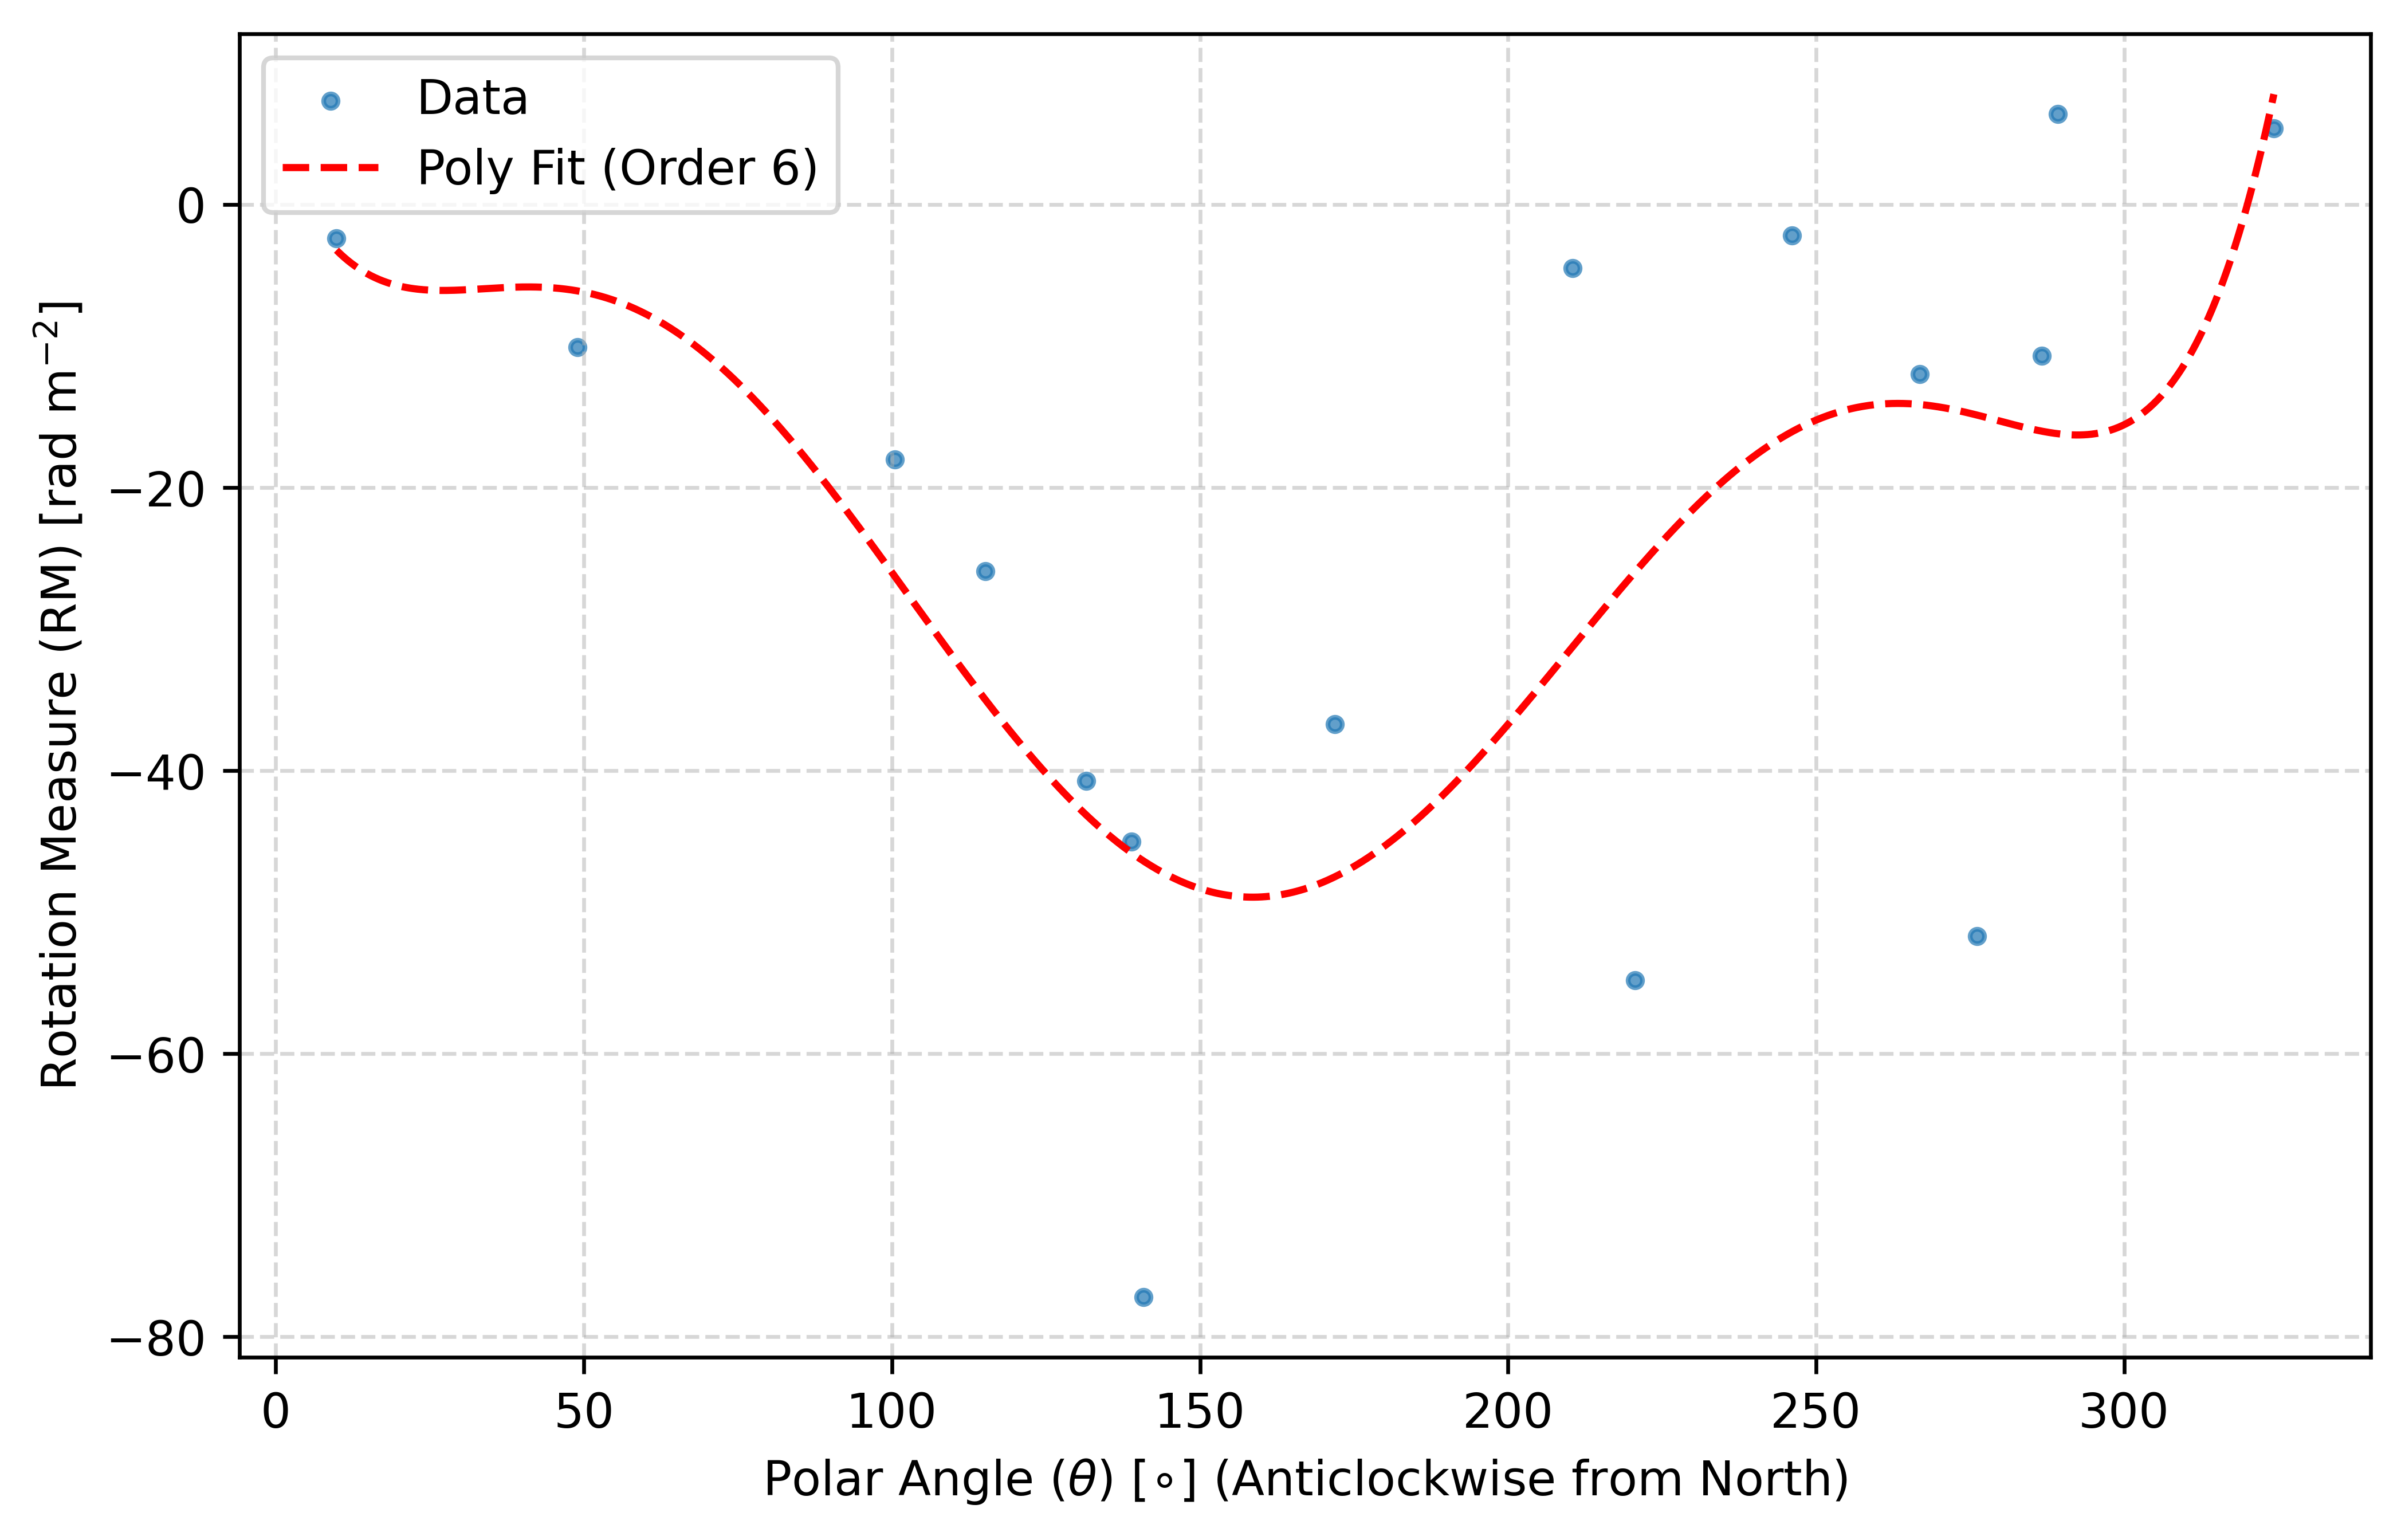 Data
Poly Fit (Order 6)
0
−20
−40
−60
−80
Rotation Measure (RM) [rad m⁻²]
0 50 100 150 200 250 300
Polar Angle (θ) [∘] (Anticlockwise from North)